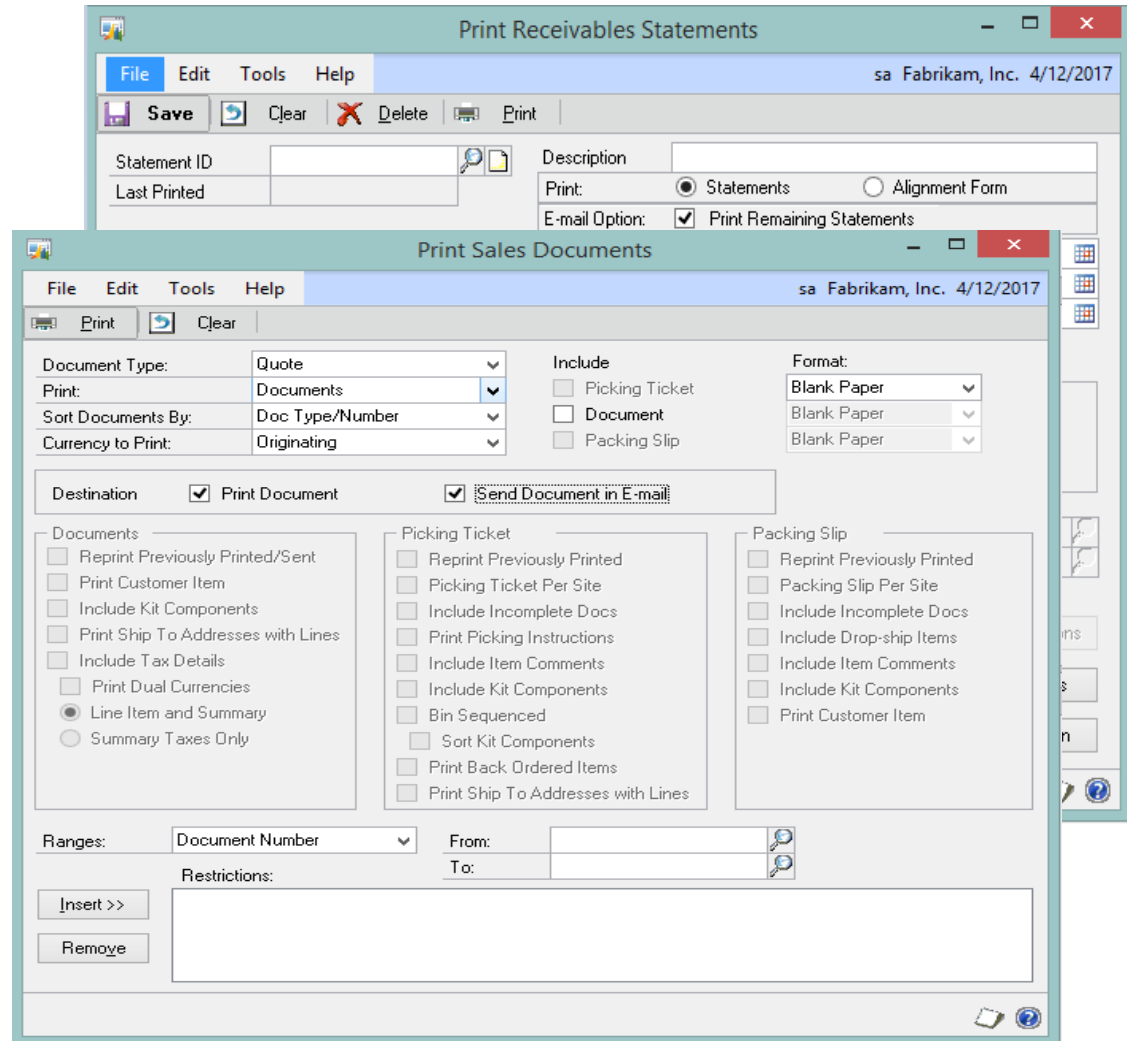 Print Receivables Statements
File Edit Tools Help sa Fabrikam, Inc. 4/12/2017
Save Clear Delete Print
Statement ID Description
Last Printed Print: Statements Alignment Form
E-mail Option: Print Remaining Statements
Print Sales Documents
File Edit Tools Help sa Fabrikam, Inc. 4/12/2017
Print Clear
Document Type: Quote Include Format:
Print: Documents Picking Ticket Blank Paper
Sort Documents By: Doc Type/Number Document Blank Paper
Currency to Print: Originating Packing Slip Blank Paper
Destination Print Document Send Document in E-mail
Documents Picking Ticket Packing Slip
Reprint Previously Printed/Sent Reprint Previously Printed Reprint Previously Printed
Print Customer Item Picking Ticket Per Site Packing Slip Per Site
Include Kit Components Include Incomplete Docs Include Incomplete Docs
Print Ship To Addresses with Lines Print Picking Instructions Include Drop-ship Items
ns
Include Tax Details Include Item Comments Include Item Comments
Print Dual Currencies Include Kit Components Include Kit Components
s
Line Item and Summary Bin Sequenced Print Customer Item
Summary Taxes Only Sort Kit Components
n
Print Back Ordered Items
Print Ship To Addresses with Lines
Ranges: Document Number From:
To:
Restrictions:
Insert >>
Remove